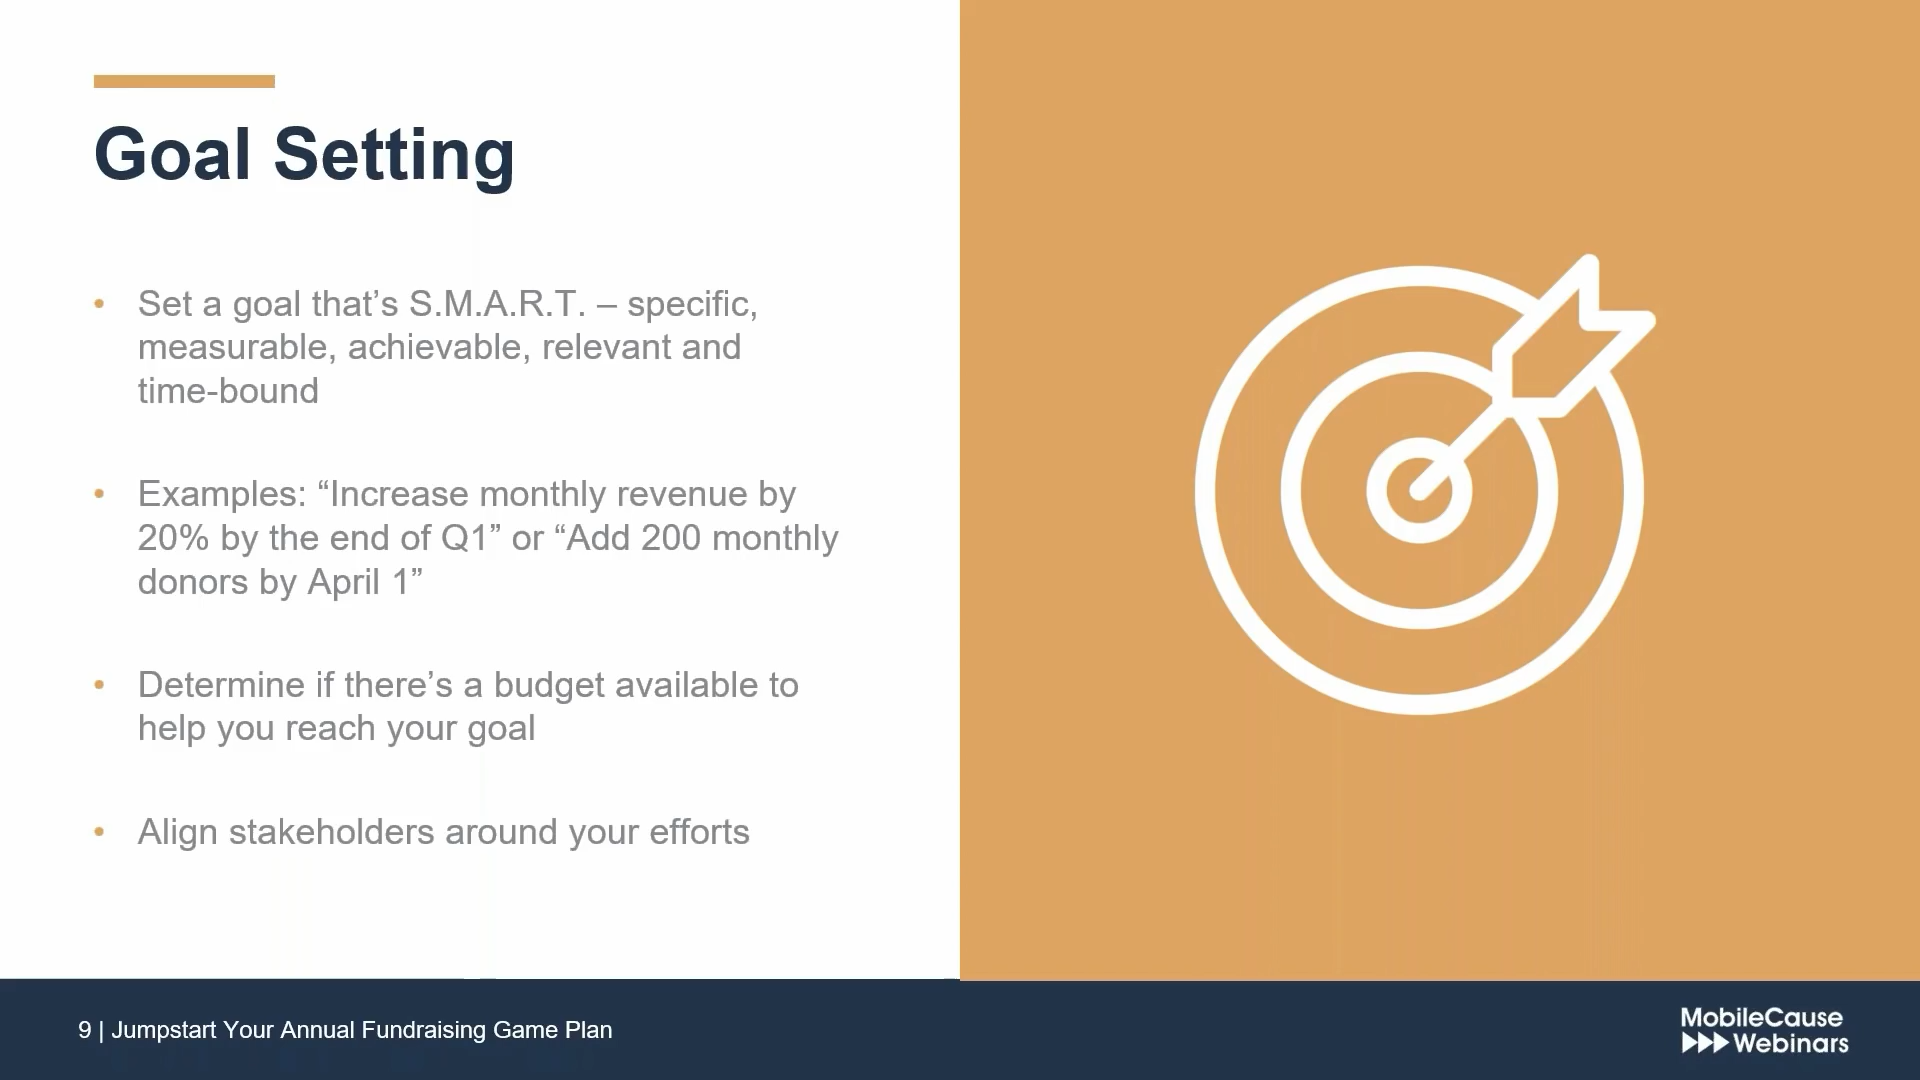 Goal Setting
• Set a goal that’s S.M.A.R.T. – specific,
measurable, achievable, relevant and
time-bound
• Examples: “Increase monthly revenue by
20% by the end of Q1” or “Add 200 monthly
donors by April 1”
• Determine if there’s a budget available to
help you reach your goal
• Align stakeholders around your efforts
9 | Jumpstart Your Annual Fundraising Game Plan
MobileCause
Webinars